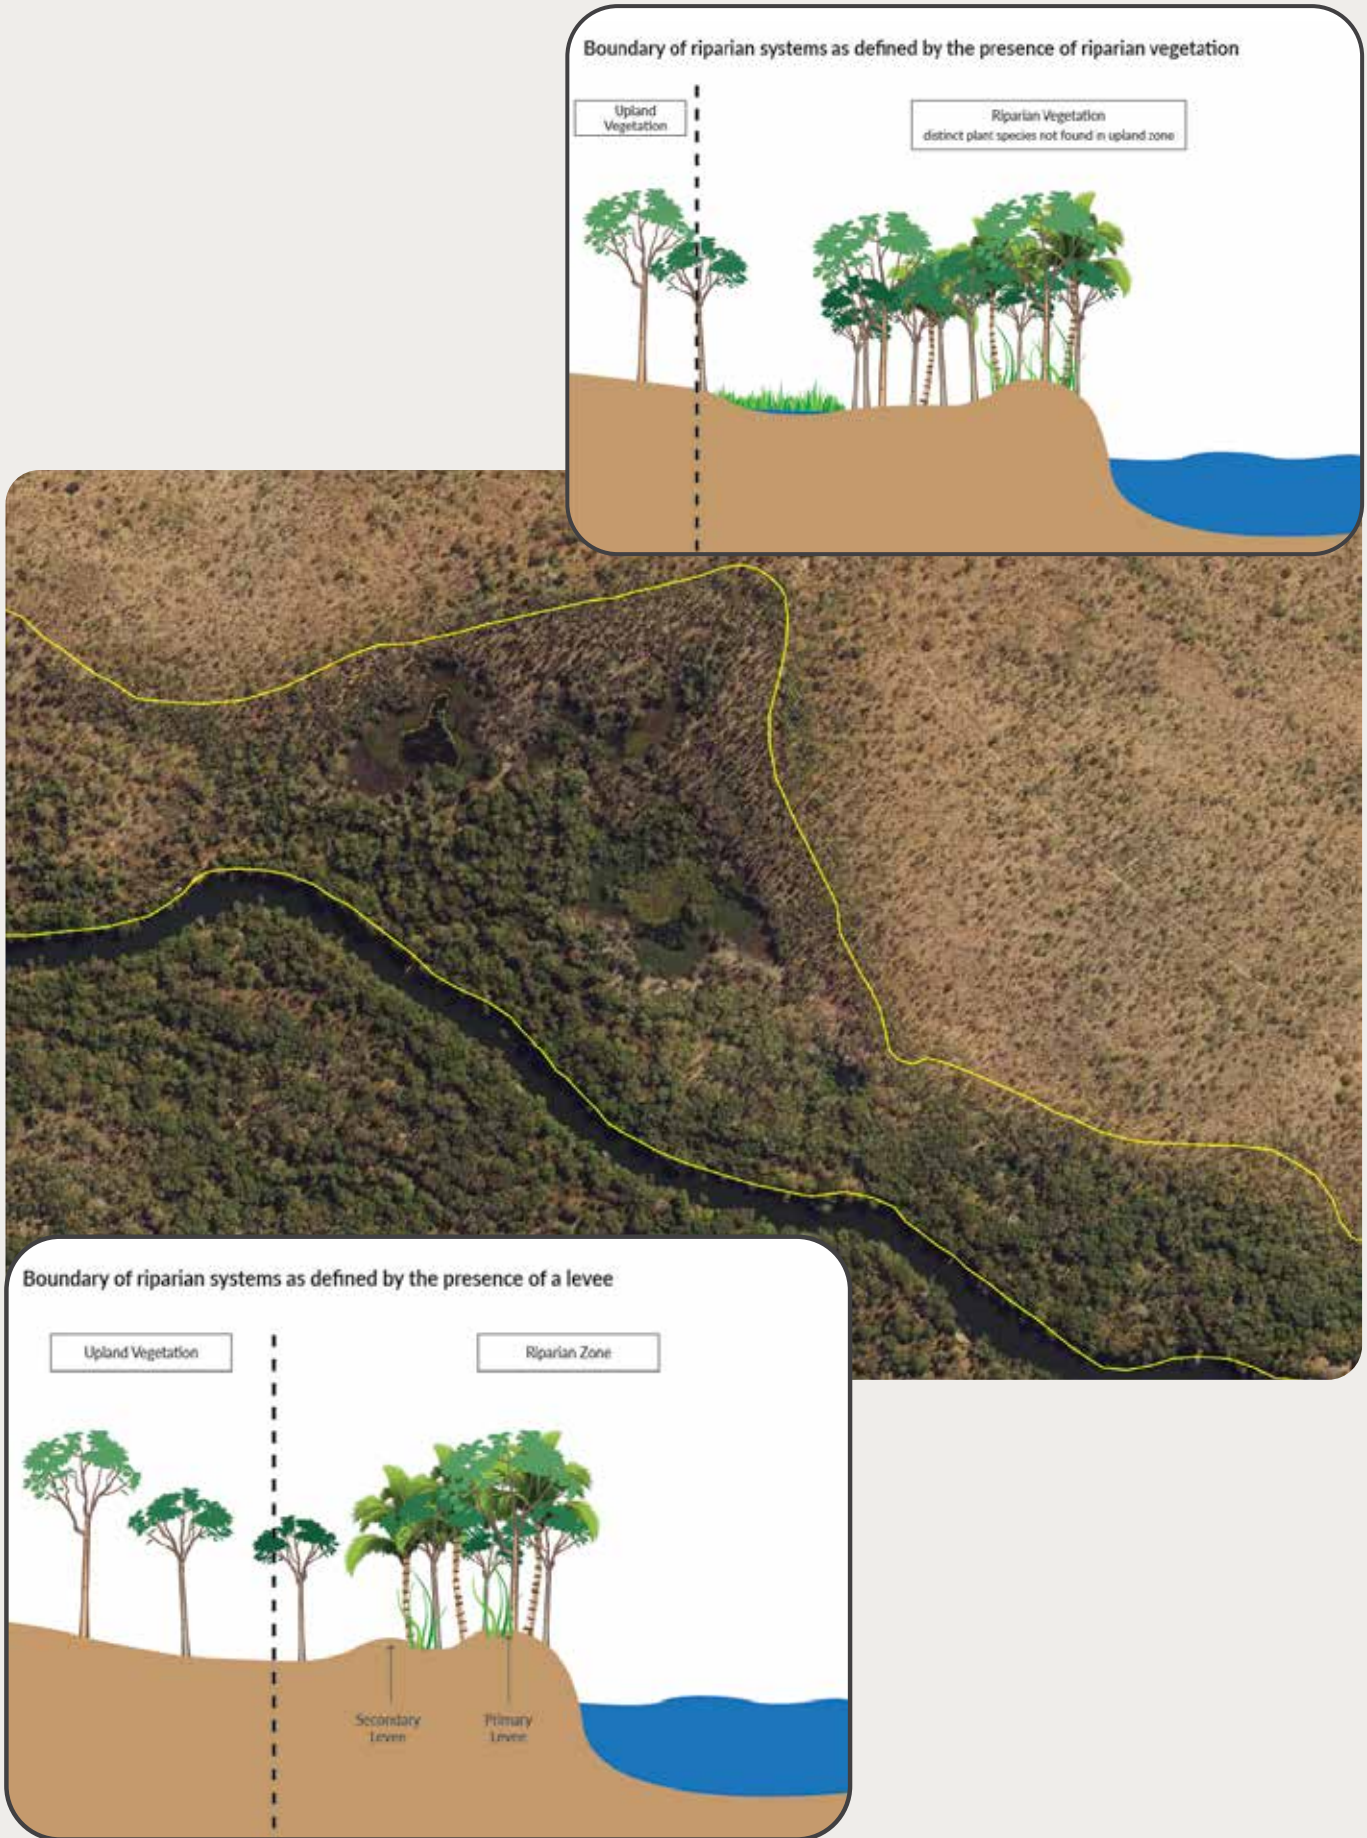 Boundary of riparian systems as defined by the presence of riparian vegetation
Upland
Vegetation
Riparian Vegetation
distinct plant species not found in upland zone
Boundary of riparian systems as defined by the presence of a levee
Upland Vegetation
Riparian Zone
Secondary
Levee
Primary
Levee